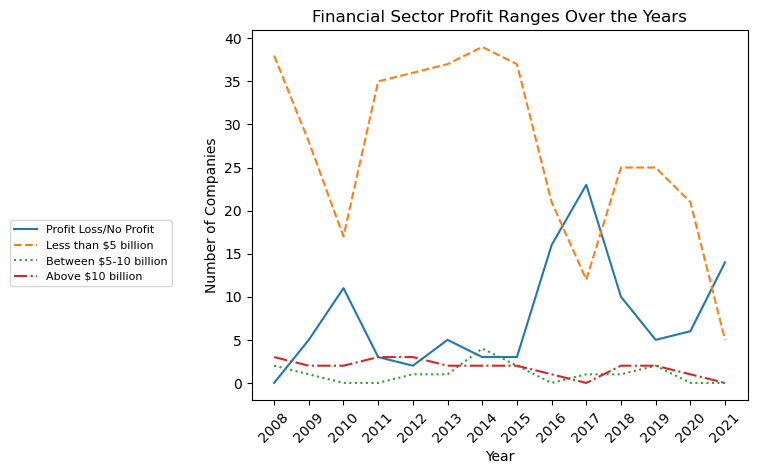 Financial Sector Profit Ranges Over the Years
40
35
30
25
20
15
10
5
0
Number of Companies
Profit Loss/No Profit
Less than $5 billion
Between $5-10 billion
Above $10 billion
2008 2009 2010 2011 2012 2013 2014 2015 2016 2017 2018 2019 2020 2021
Year